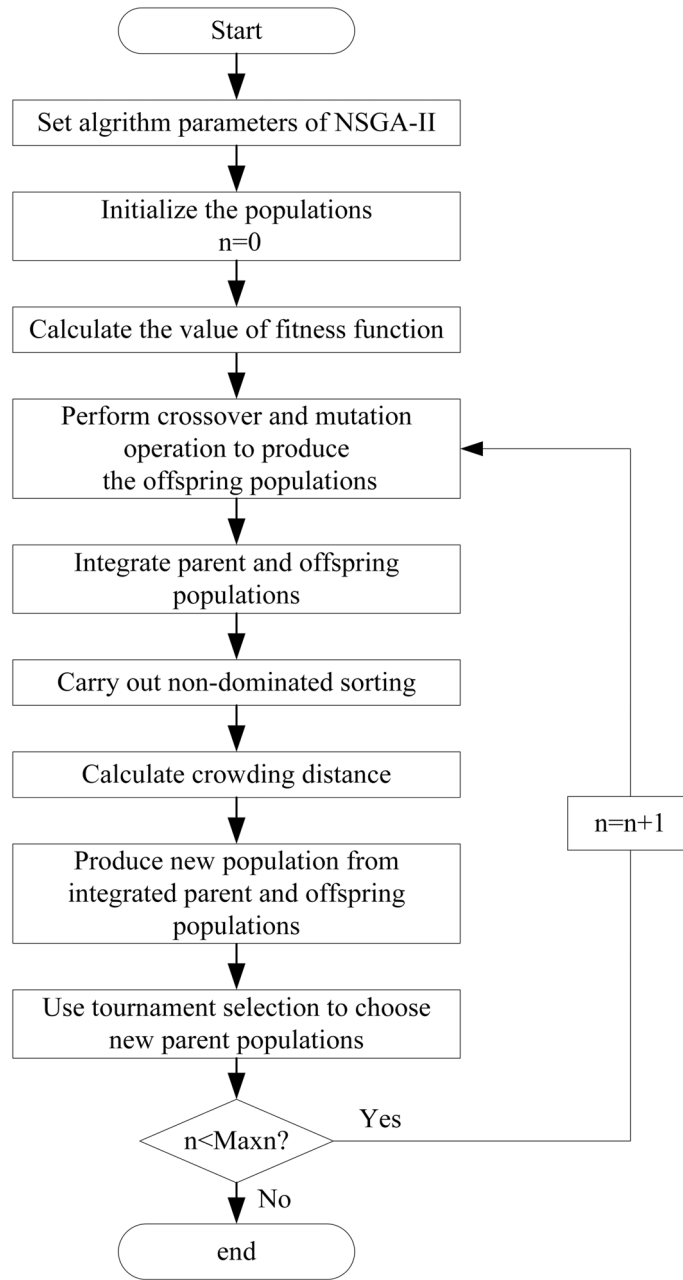 Start
Set algrithm parameters of NSGA-II
Initialize the populations
n=0
Calculate the value of fitness function
Perform crossover and mutation
operation to produce
the offspring populations
Integrate parent and offspring
populations
Carry out non-dominated sorting
Calculate crowding distance
n=n+1
Produce new population from
integrated parent and offspring
populations
Use tournament selection to choose
new parent populations
Yes
n<Maxn?
No
end